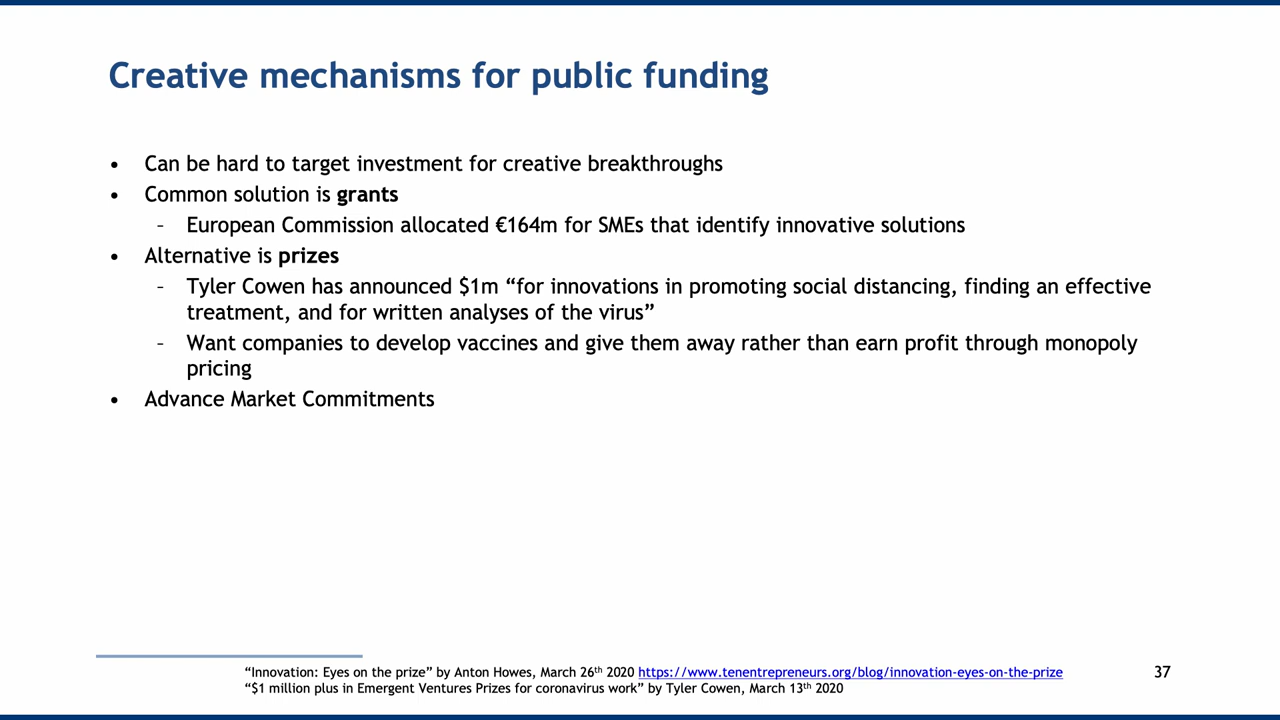 Creative mechanisms for public funding
• Can be hard to target investment for creative breakthroughs
• Common solution is grants
– European Commission allocated €164m for SMEs that identify innovative solutions
• Alternative is prizes
– Tyler Cowen has announced $1m “for innovations in promoting social distancing, finding an effective
treatment, and for written analyses of the virus”
– Want companies to develop vaccines and give them away rather than earn profit through monopoly
pricing
• Advance Market Commitments
“Innovation: Eyes on the prize” by Anton Howes, March 26th 2020 https://www.tenentrepreneurs.org/blog/innovation-eyes-on-the-prize
“$1 million plus in Emergent Ventures Prizes for coronavirus work” by Tyler Cowen, March 13th 2020
37